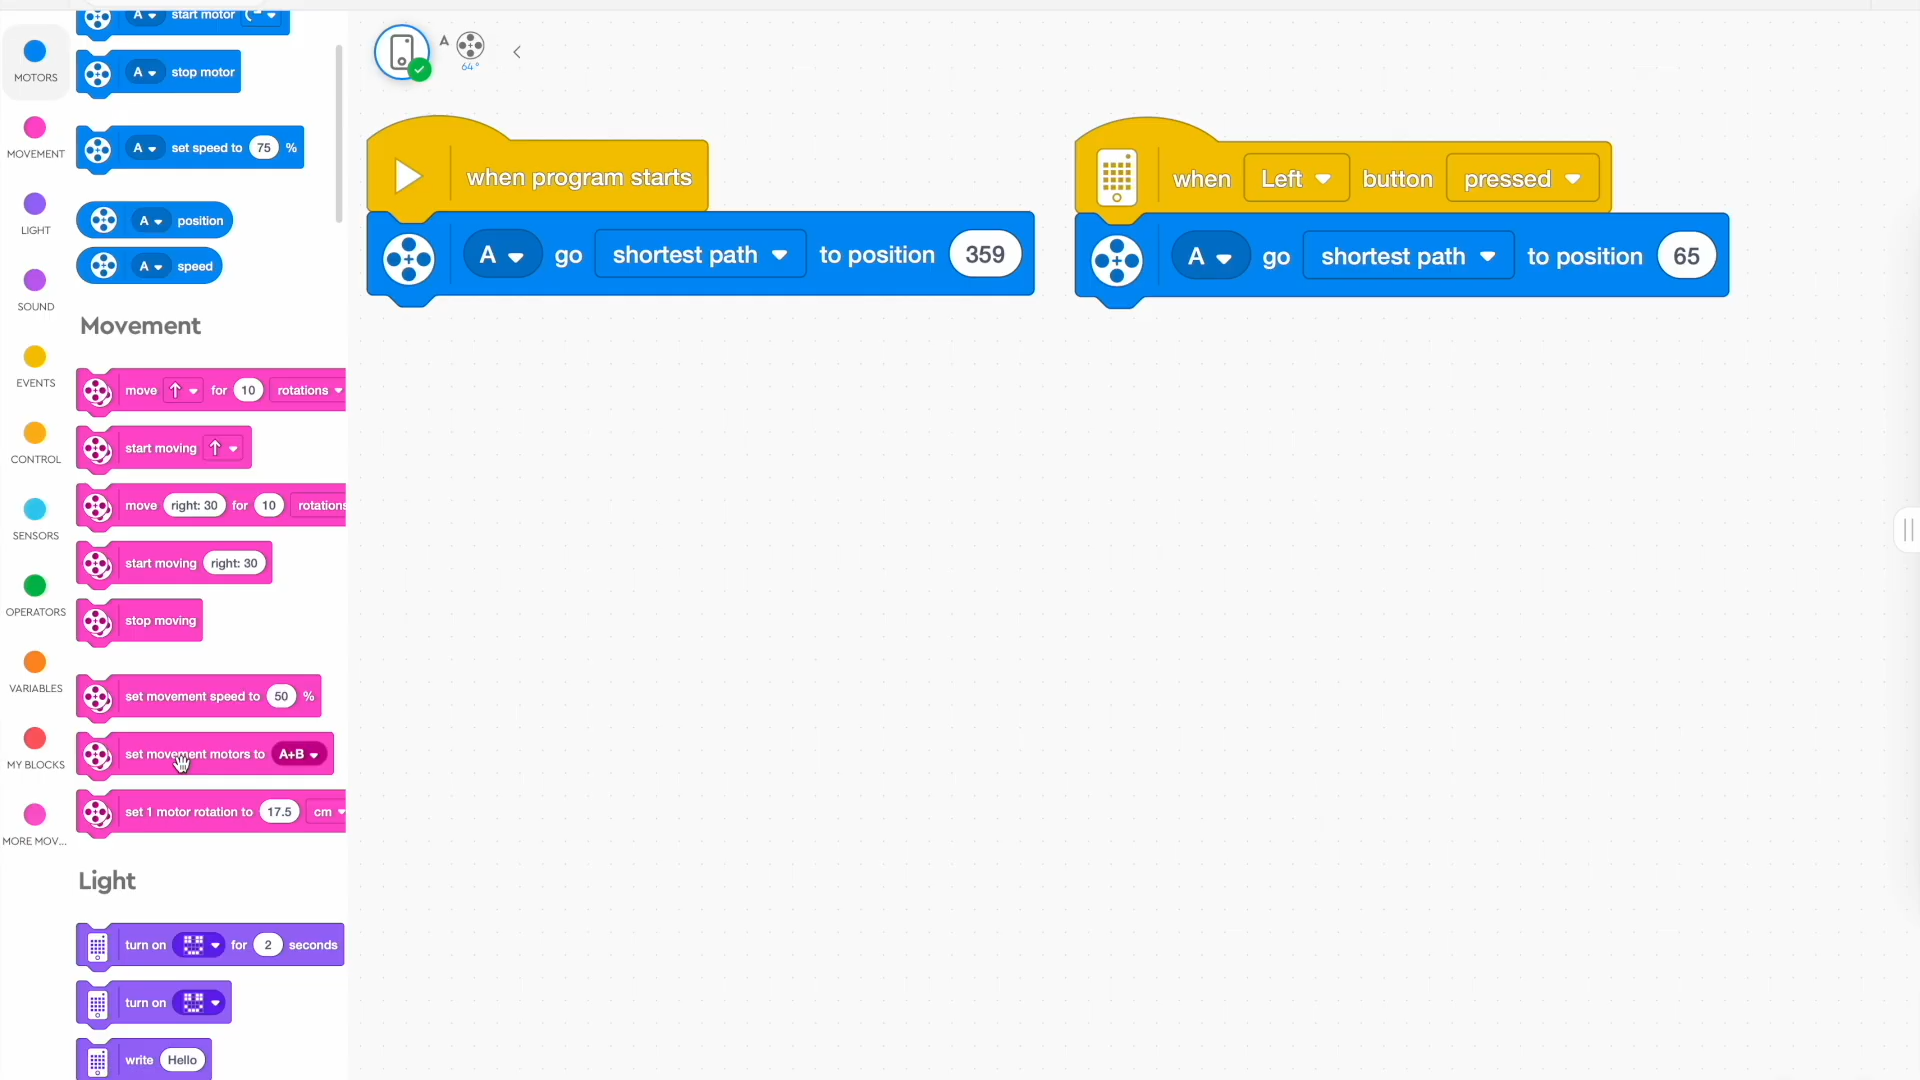 A start motor
A stop motor
A set speed to 75 %
A position
A speed
Movement
move for 10 rotations
start moving
move right: 30 for 10 rotations
start moving right: 30
stop moving
set movement speed to 50 %
set movement motors to A+B
set 1 motor rotation to 17.5 cm
Light
turn on for 2 seconds
turn on
write Hello
MOTORS
MOVEMENT
LIGHT
SOUND
EVENTS
CONTROL
SENSORS
OPERATORS
VARIABLES
MY BLOCKS
MORE MOV...
A
64°
when program starts
A go shortest path to position 359
when Left button pressed
A go shortest path to position 65